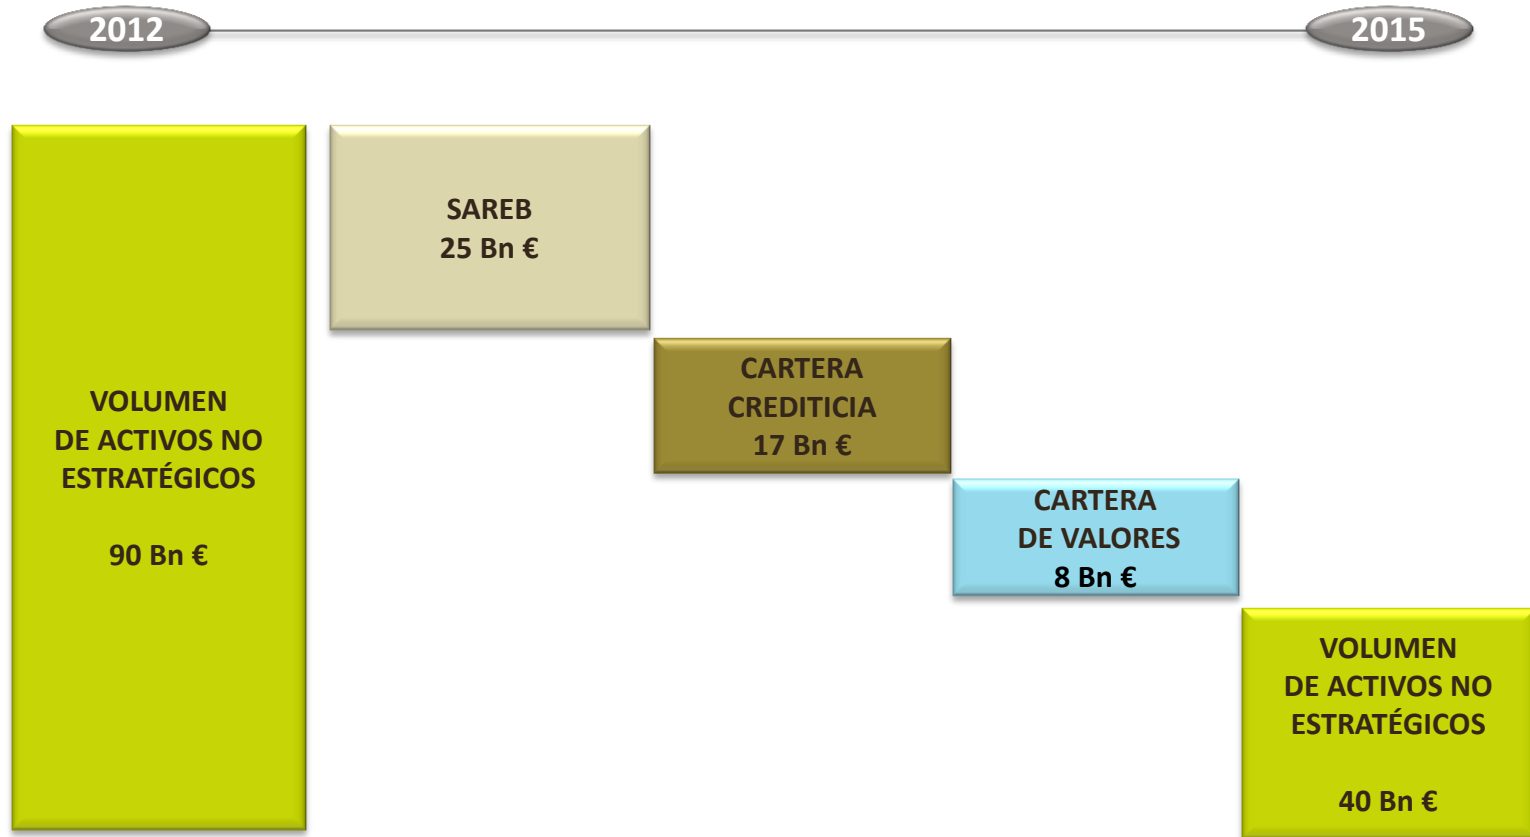 2012
2015
VOLUMEN
DE ACTIVOS NO
ESTRATÉGICOS
90 Bn €
SAREB
25 Bn €
CARTERA
CREDITICIA
17 Bn €
CARTERA
DE VALORES
8 Bn €
VOLUMEN
DE ACTIVOS NO
ESTRATÉGICOS
40 Bn €